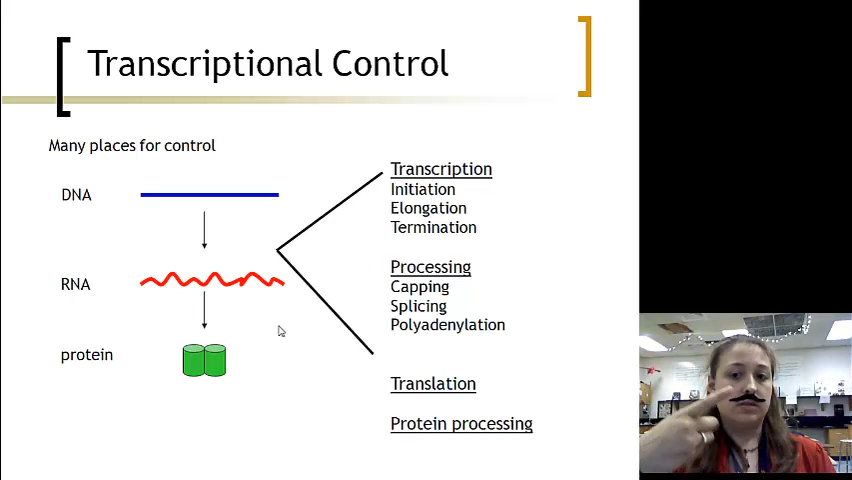 Transcriptional Control
Many places for control
DNA
RNA
protein
Transcription
Initiation
Elongation
Termination
Processing
Capping
Splicing
Polyadenylation
Translation
Protein processing